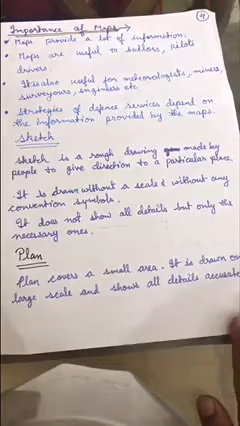 4
Importance of Maps →
• Maps provide a lot of information.
• Maps are useful to sailors, pilots
drivers
• It is also useful for meteorologists, miners,
surveyours, engineers etc
• Strategies of defence services depend on
the information provided by the maps.
Sketch
Sketch is a rough drawing made by
people to give direction to a particular place.
It is drawn without a scale & without any
convention symbols.
It does not show all details but only the
necessary ones.
Plan
Plan covers a small area. It is drawn on
large scale and shows all details